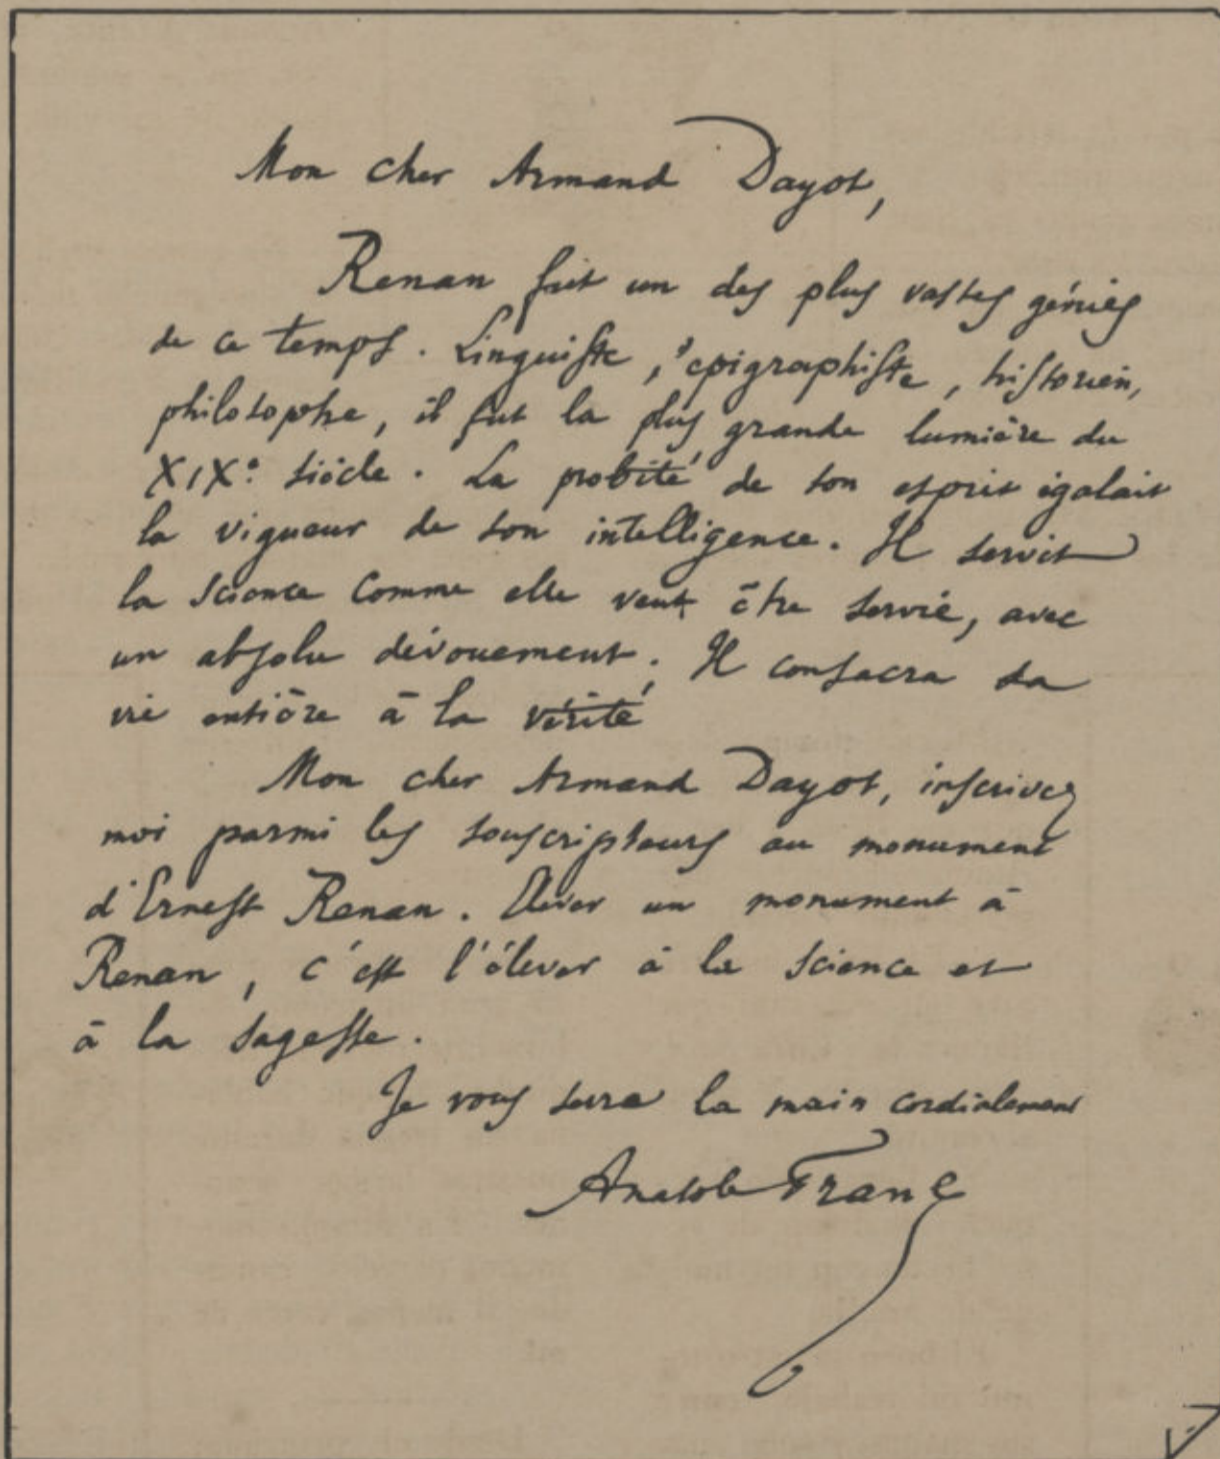 Mon cher Armand Dayot,
Renan fut un des plus vastes génies
de ce temps. Linguiste, épigraphiste, historien,
philosophe, il fut la plus grande lumière du
XIXe siècle. La probité de son esprit égalait
la vigueur de son intelligence. Il servit
la science comme elle veut être servie, avec
un absolu dévouement. Il consacra sa
vie entière à la vérité
Mon cher Armand Dayot, inscrivez
moi parmi les souscripteurs au monument
d'Ernest Renan. Elever un monument à
Renan, c'est l'élever à la science et
à la sagesse.
Je vous serre la main cordialement
Anatole France